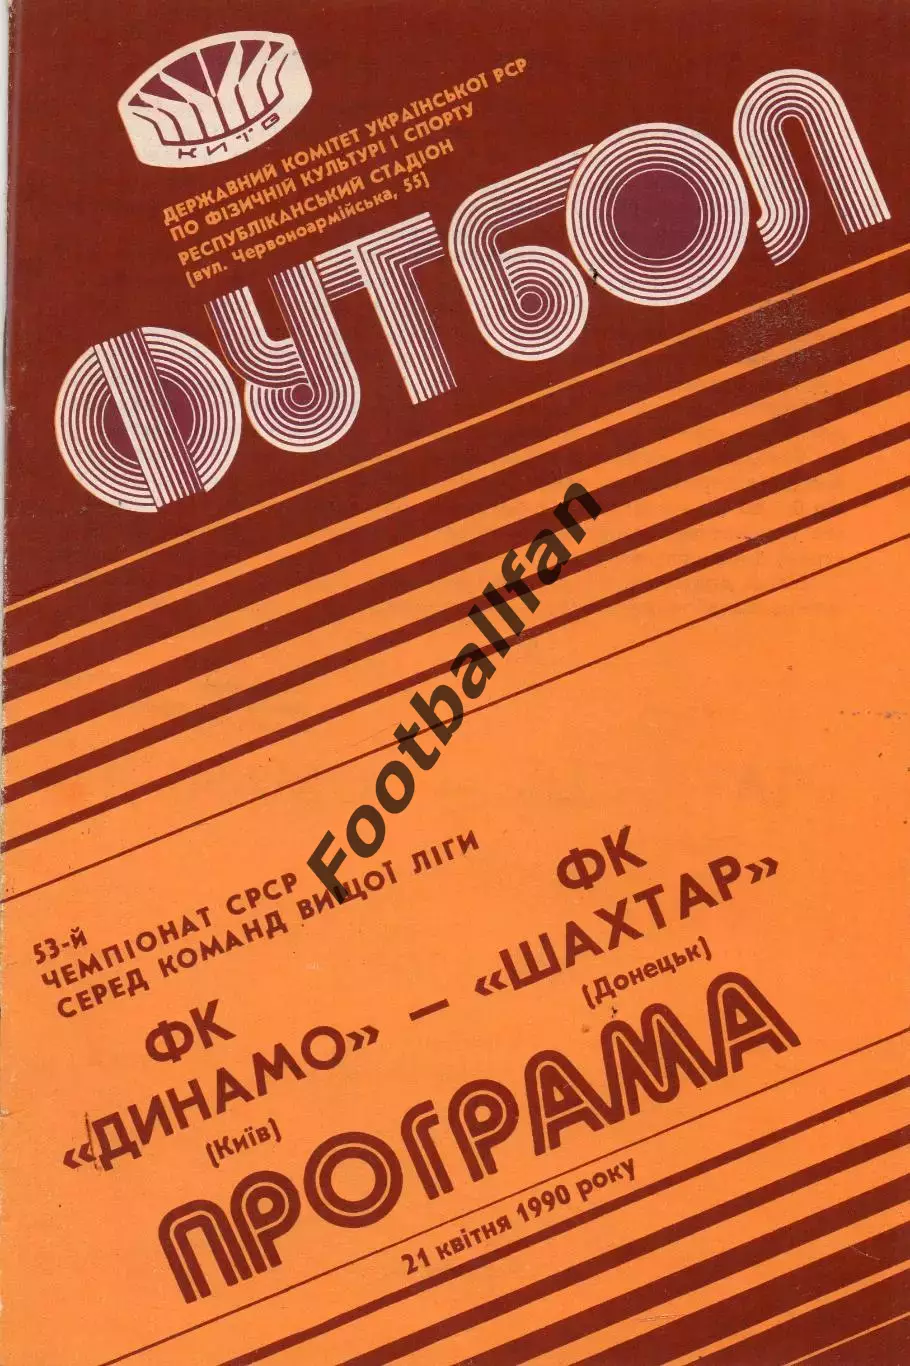 КИЇВ
ДЕРЖАВНИЙ КОМІТЕТ УКРАЇНСЬКОЇ РСР
ПО ФІЗИЧНІЙ КУЛЬТУРІ І СПОРТУ
РЕСПУБЛІКАНСЬКИЙ СТАДІОН
(вул. Червоноармійська, 55)
ФУТБОЛ
Footballfan
53-й
ЧЕМПІОНАТ СРСР
СЕРЕД КОМАНД ВИЩОЇ ЛІГИ
ФК
«ДИНАМО» –
(Київ)
ФК
«ШАХТАР»
(Донецьк)
ПРОГРАМА
21 квітня 1990 року